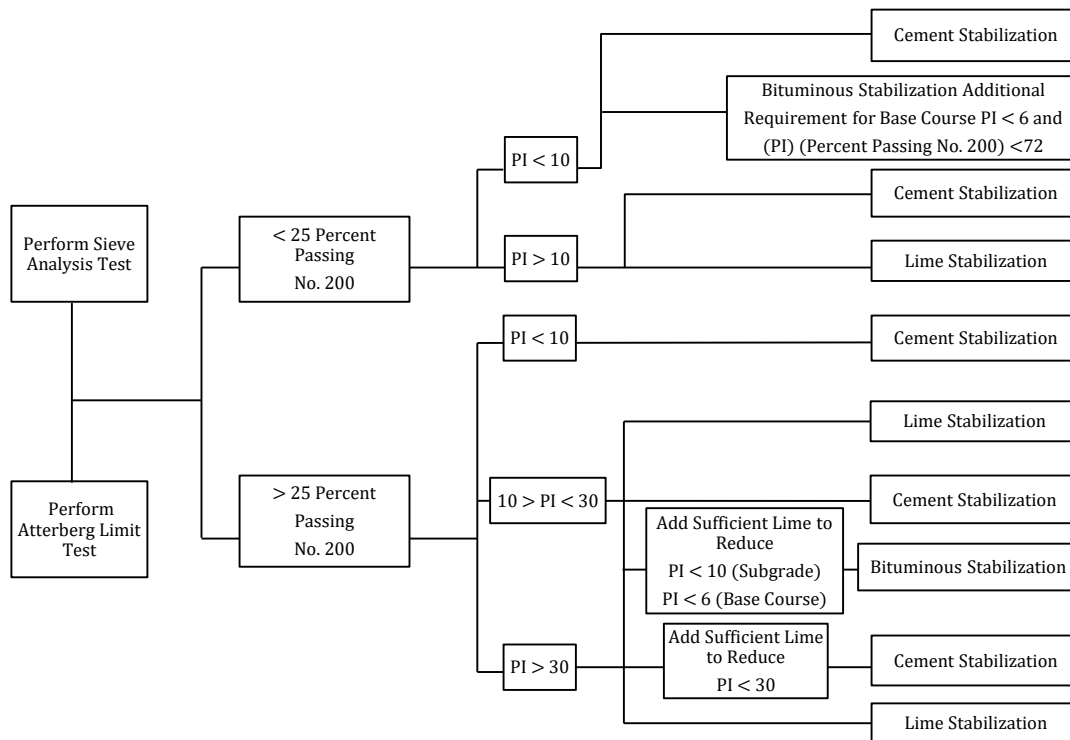 Perform Sieve
Analysis Test
Perform
Atterberg Limit
Test
< 25 Percent
Passing
No. 200
> 25 Percent
Passing
No. 200
PI < 10
PI > 10
PI < 10
10 > PI < 30
PI > 30
Cement Stabilization
Bituminous Stabilization Additional
Requirement for Base Course PI < 6 and
(PI) (Percent Passing No. 200) <72
Cement Stabilization
Lime Stabilization
Cement Stabilization
Lime Stabilization
Cement Stabilization
Add Sufficient Lime to
Reduce
PI < 10 (Subgrade)
PI < 6 (Base Course)
Bituminous Stabilization
Add Sufficient Lime
to Reduce
PI < 30
Cement Stabilization
Lime Stabilization